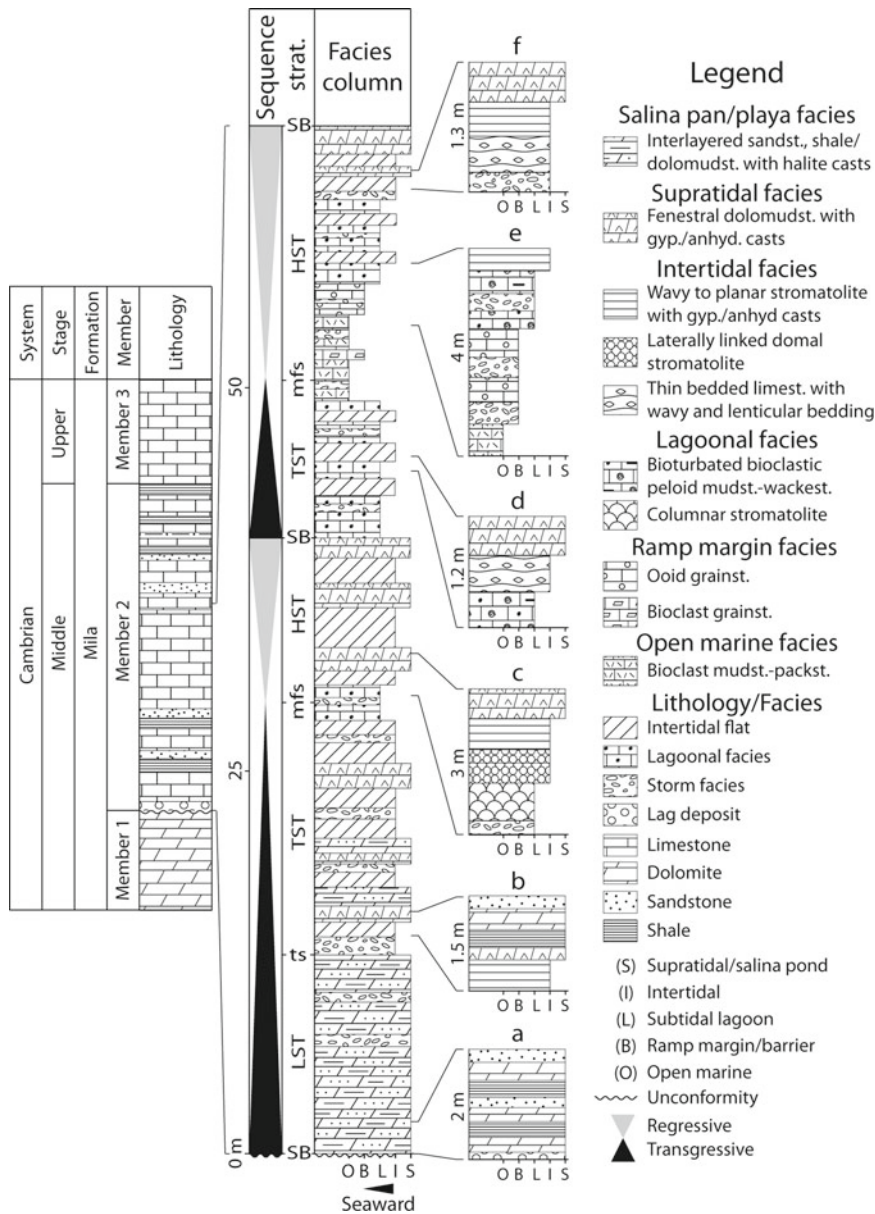 System
Stage
Formation
Member
Lithology
Cambrian
Upper
Middle
Mila
Member 3
Member 2
Member 1
Sequence
strat.
Facies
column
SB
HST
50
mfs
TST
SB
HST
mfs
25
TST
ts
LST
0 m
SB
O B L I S
Seaward
f
1.3 m
O B L I S
e
4 m
O B L I S
d
1.2 m
O B L I S
c
3 m
O B L I S
b
1.5 m
O B L I S
a
2 m
O B L I S
Legend
Salina pan/playa facies
Interlayered sandst., shale/
dolomudst. with halite casts
Supratidal facies
Fenestral dolomudst. with
gyp./anhyd. casts
Intertidal facies
Wavy to planar stromatolite
with gyp./anhyd casts
Laterally linked domal
stromatolite
Thin bedded limest. with
wavy and lenticular bedding
Lagoonal facies
Bioturbated bioclastic
peloid mudst.-wackest.
Columnar stromatolite
Ramp margin facies
Ooid grainst.
Bioclast grainst.
Open marine facies
Bioclast mudst.-packst.
Lithology/Facies
Intertidal flat
Lagoonal facies
Storm facies
Lag deposit
Limestone
Dolomite
Sandstone
Shale
(S) Supratidal/salina pond
(I) Intertidal
(L) Subtidal lagoon
(B) Ramp margin/barrier
(O) Open marine
Unconformity
Regressive
Transgressive